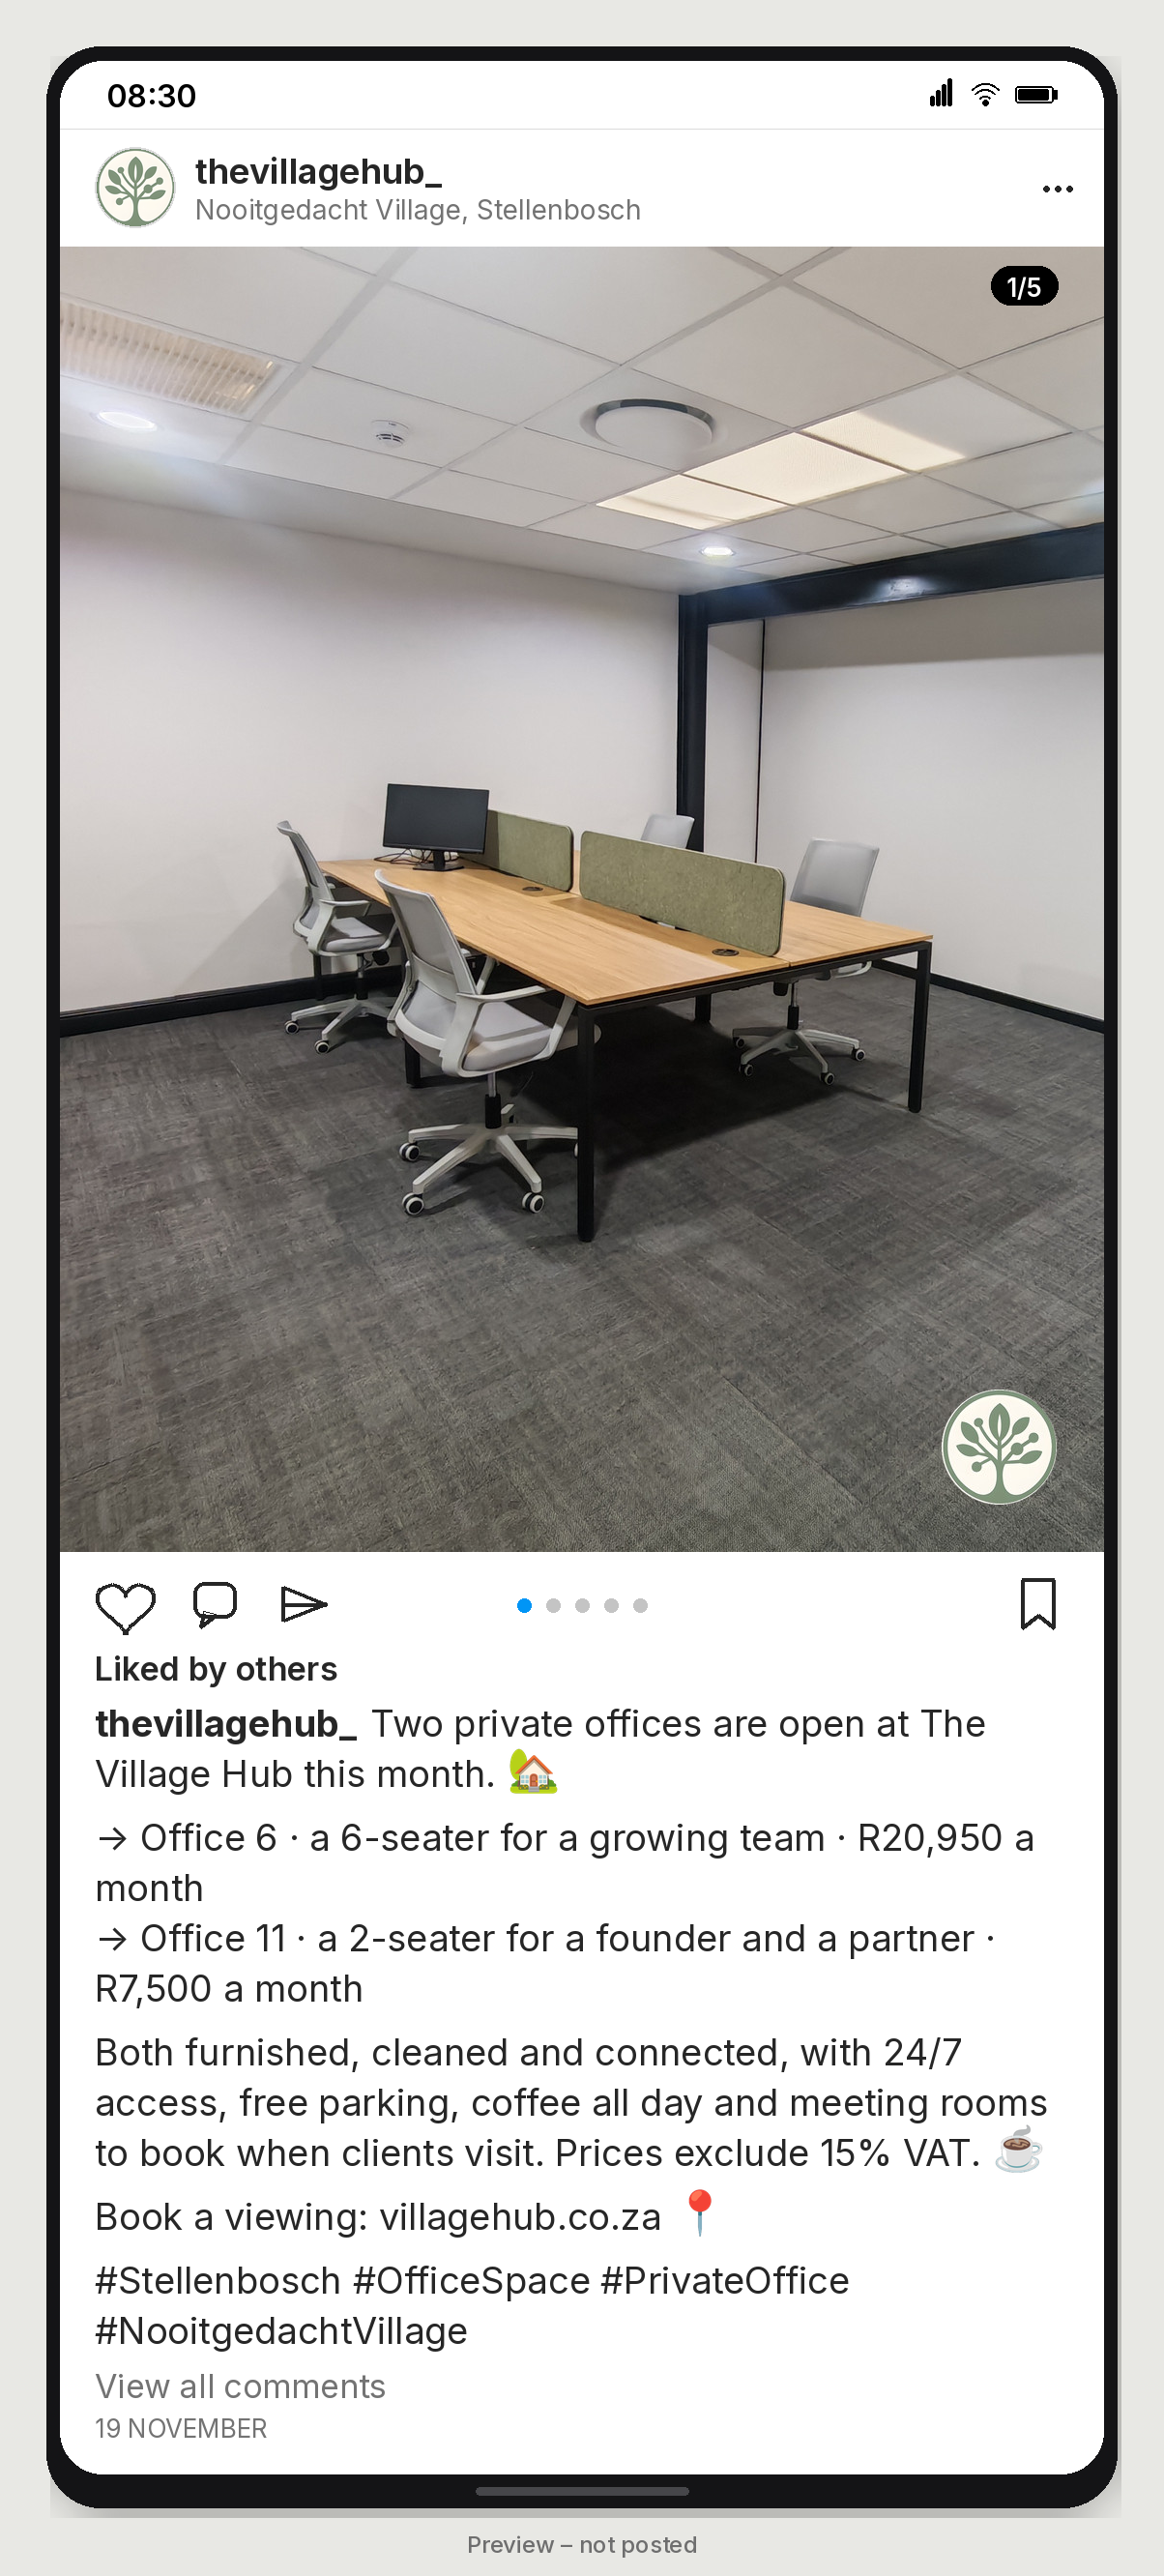 08:30
thevillagehub_
Nooitgedacht Village, Stellenbosch
1/5
Liked by others
thevillagehub_ Two private offices are open at The
Village Hub this month. 🏡
→ Office 6 · a 6-seater for a growing team · R20,950 a
month
→ Office 11 · a 2-seater for a founder and a partner ·
R7,500 a month
Both furnished, cleaned and connected, with 24/7
access, free parking, coffee all day and meeting rooms
to book when clients visit. Prices exclude 15% VAT. ☕
Book a viewing: villagehub.co.za 📍
#Stellenbosch #OfficeSpace #PrivateOffice
#NooitgedachtVillage
View all comments
19 NOVEMBER
Preview – not posted